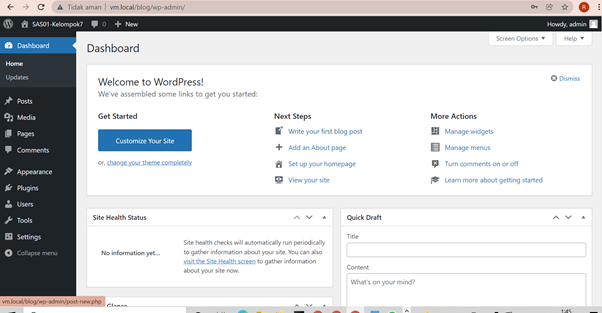 Tidak aman | vm.local/blog/wp-admin/
R
SAS01-Kelompok7 0 + New Howdy, admin
Dashboard
Home
Updates
Posts
Media
Pages
Comments
Appearance
Plugins
Users
Tools
Settings
Collapse menu
Screen Options ▼ Help ▼
Dashboard
Welcome to WordPress!
Dismiss
We've assembled some links to get you started:
Get Started
Customize Your Site
or, change your theme completely
Next Steps
Write your first blog post
Add an About page
Set up your homepage
View your site
More Actions
Manage widgets
Manage menus
Turn comments on or off
Learn more about getting started
Site Health Status
No information yet...
Site health checks will automatically run periodically
to gather information about your site. You can also
visit the Site Health screen to gather information
about your site now.
Glance
Quick Draft
Title
Content
What's on your mind?
vm.local/blog/wp-admin/post-new.php
1:45